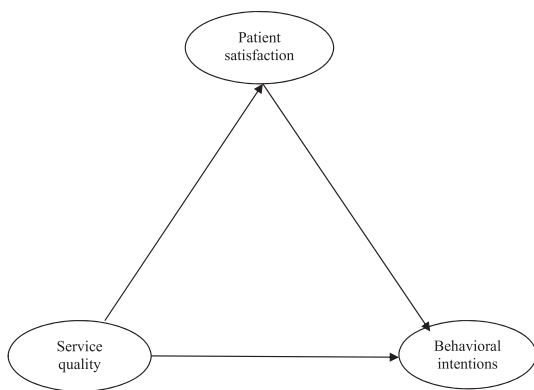 Patient
satisfaction
Service
quality
Behavioral
intentions